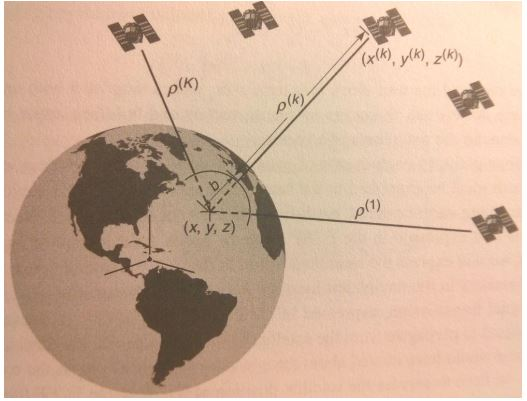 (x(k), y(k), z(k))
ρ(K)
ρ(k)
b
(x, y, z)
ρ(1)